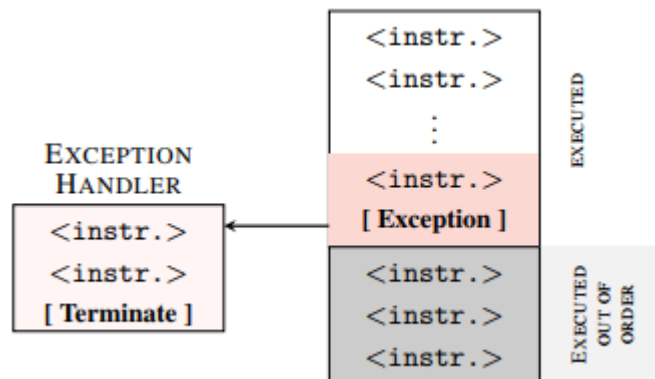 <instr.>
<instr.>
⋮
<instr.>
[ Exception ]
<instr.>
<instr.>
<instr.>
EXECUTED
EXECUTED
OUT OF
ORDER
EXCEPTION
HANDLER
<instr.>
<instr.>
[ Terminate ]